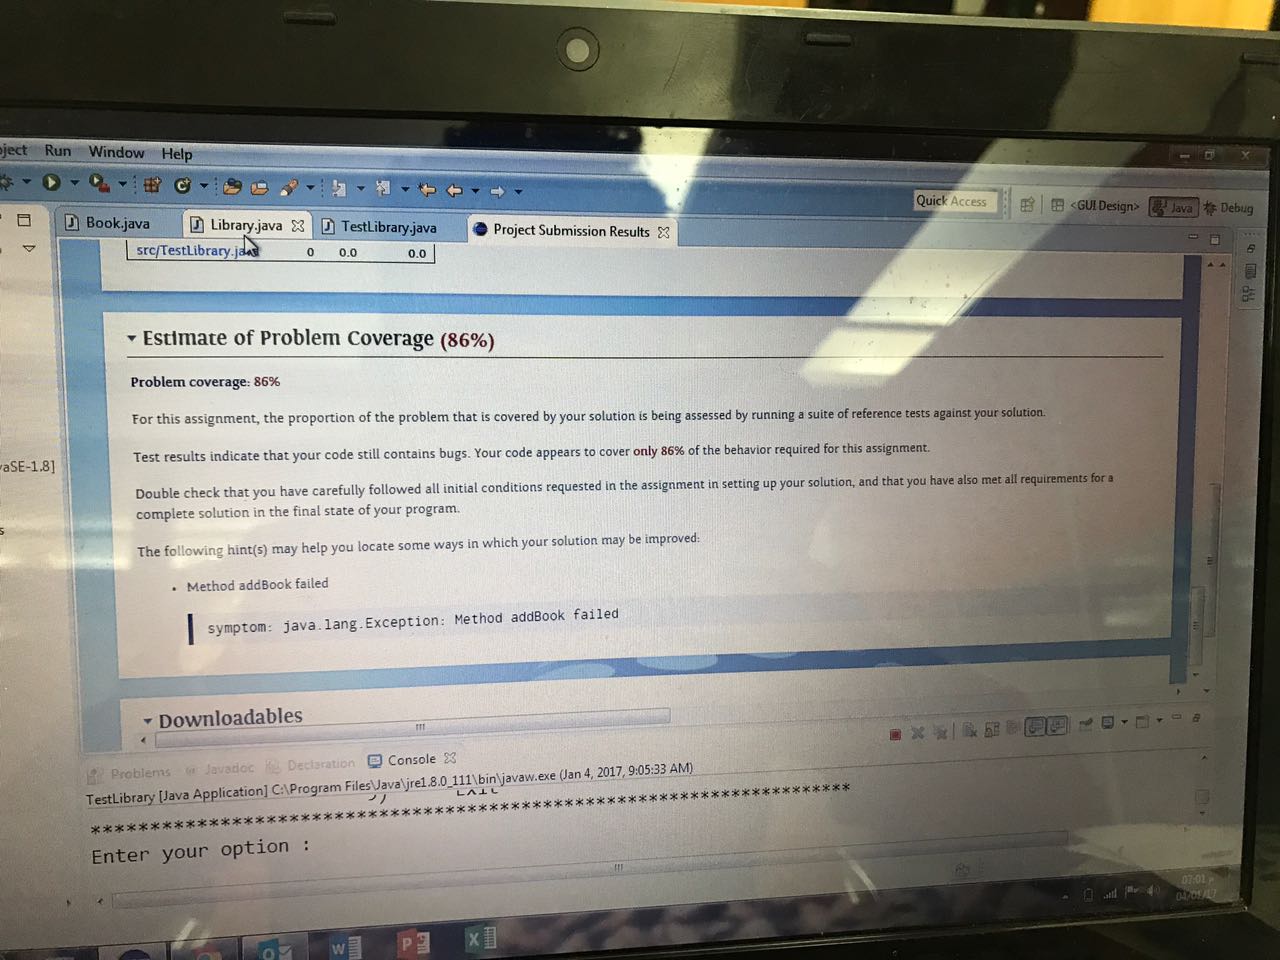 Run Window Help
Quick Access
<GUI Design> Java Debug
Book.java Library.java TestLibrary.java Project Submission Results
src/TestLibrary.ja 0 0.0 0.0
Estimate of Problem Coverage (86%)
Problem coverage: 86%
For this assignment, the proportion of the problem that is covered by your solution is being assessed by running a suite of reference tests against your solution.
Test results indicate that your code still contains bugs. Your code appears to cover only 86% of the behavior required for this assignment.
Double check that you have carefully followed all initial conditions requested in the assignment in setting up your solution, and that you have also met all requirements for a
complete solution in the final state of your program.
The following hint(s) may help you locate some ways in which your solution may be improved:
• Method addBook failed
symptom: java.lang.Exception: Method addBook failed
Downloadables
Problems @ Javadoc Declaration Console
TestLibrary [Java Application] C:\Program Files\Java\jre1.8.0_111\bin\javaw.exe (Jan 4, 2017, 9:05:33 AM)
Enter your option :
aSE-1.8]
04/01/17